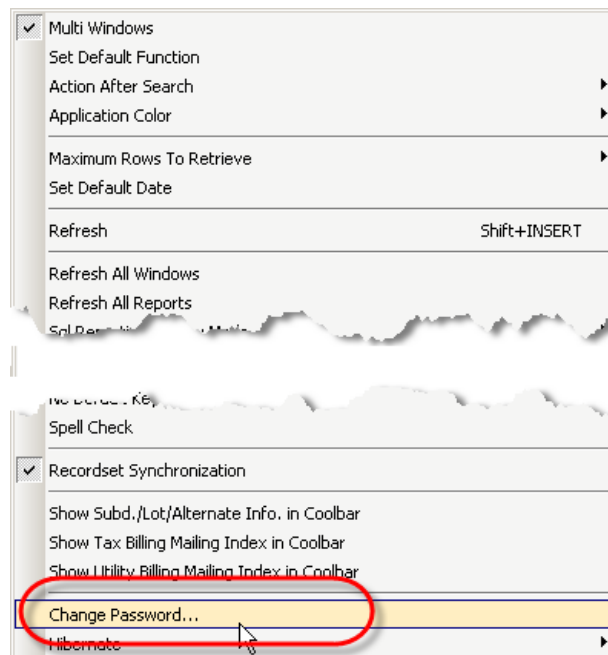 Multi Windows
Set Default Function
Action After Search
Application Color
Maximum Rows To Retrieve
Set Default Date
Refresh Shift+INSERT
Refresh All Windows
Refresh All Reports
Spell Check
Recordset Synchronization
Show Subd./Lot/Alternate Info. in Coolbar
Show Tax Billing Mailing Index in Coolbar
Show Utility Billing Mailing Index in Coolbar
Change Password...
Hibernate